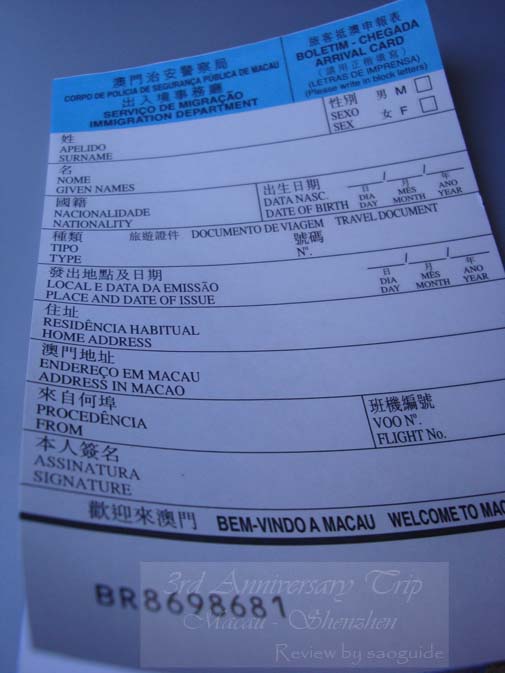 澳門治安警察局
CORPO DE POLÍCIA DE SEGURANÇA PÚBLICA DE MACAU
出入境事務廳
SERVIÇO DE MIGRAÇÃO
IMMIGRATION DEPARTMENT
旅客抵澳申報表
BOLETIM - CHEGADA
ARRIVAL CARD
(請用正楷填寫)
(LETRAS DE IMPRENSA)
(Please write in block letters)
姓
APELIDO
SURNAME
性別 男 M
SEXO
SEX 女 F
名
NOME
GIVEN NAMES
國籍
NACIONALIDADE
NATIONALITY
出生日期
DATA NASC.
DATE OF BIRTH
/ /
日 月 年
DIA MÊS ANO
DAY MONTH YEAR
種類 旅遊證件 DOCUMENTO DE VIAGEM TRAVEL DOCUMENT
TIPO
TYPE
號碼
Nº.
發出地點及日期
LOCAL E DATA DA EMISSÃO
PLACE AND DATE OF ISSUE
/ /
日 月 年
DIA MÊS ANO
DAY MONTH YEAR
住址
RESIDÊNCIA HABITUAL
HOME ADDRESS
澳門地址
ENDEREÇO EM MACAU
ADDRESS IN MACAO
來自何埠
PROCEDÊNCIA
FROM
班機編號
VOO Nº.
FLIGHT No.
本人簽名
ASSINATURA
SIGNATURE
歡迎來澳門 BEM-VINDO A MACAU WELCOME TO MAC
BR8698681
3rd Anniversary Trip
Macau - Shenzhen
Review by saoguide